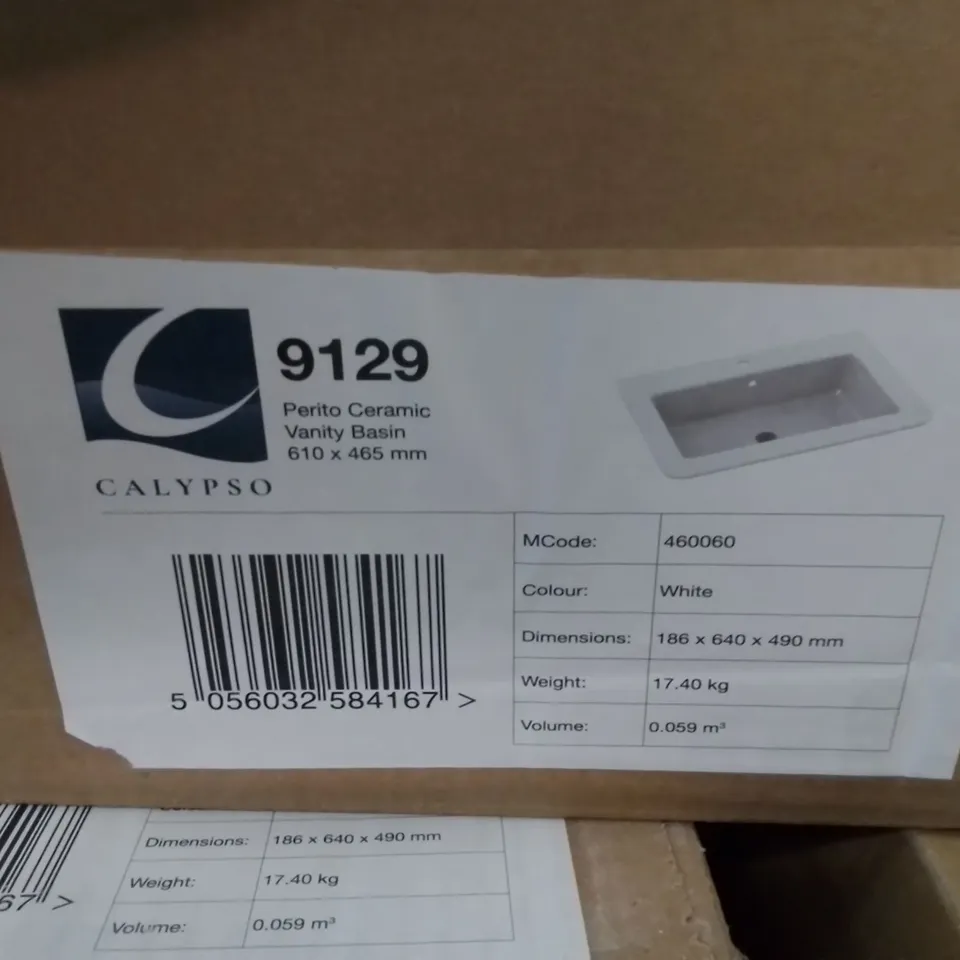 9129
Perito Ceramic
Vanity Basin
610 x 465 mm
CALYPSO
MCode: 460060
Colour: White
Dimensions: 186 x 640 x 490 mm
Weight: 17.40 kg
Volume: 0.059 m³
5 056032 584167 >
Dimensions: 186 x 640 x 490 mm
Weight: 17.40 kg
Volume: 0.059 m³
67 >